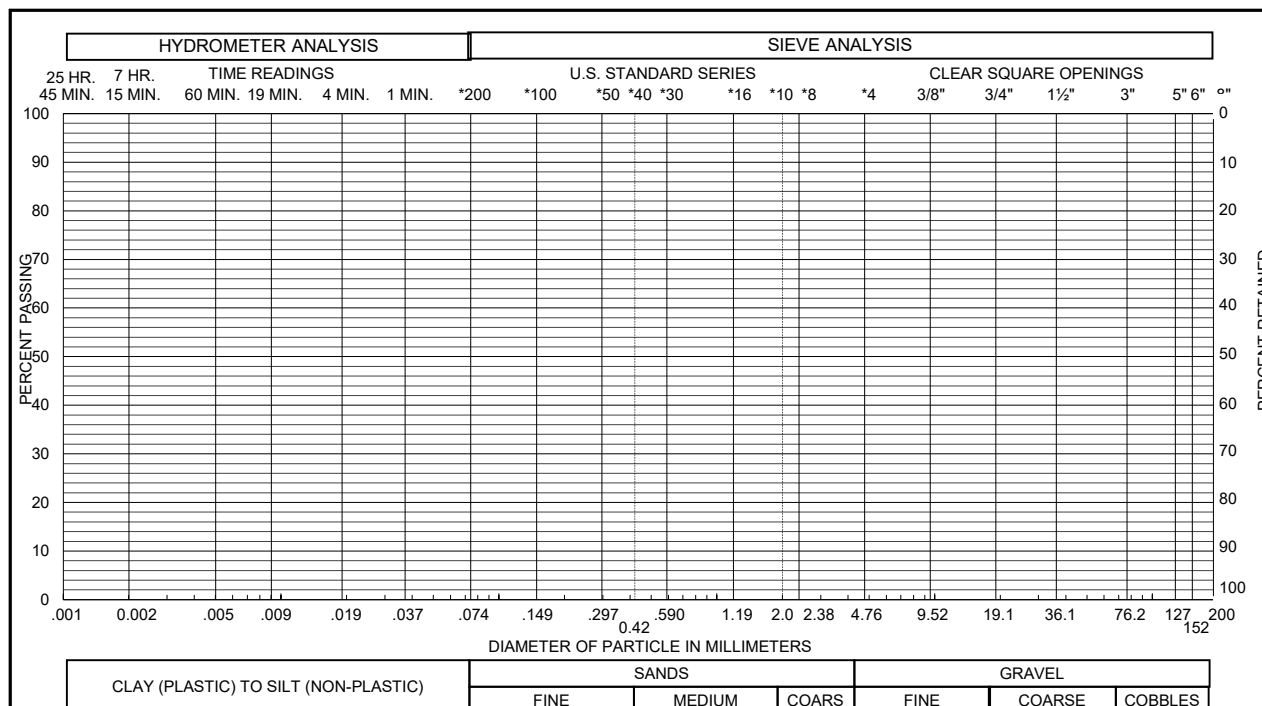 HYDROMETER ANALYSIS SIEVE ANALYSIS
25 HR. 7 HR. TIME READINGS U.S. STANDARD SERIES CLEAR SQUARE OPENINGS
45 MIN. 15 MIN. 60 MIN. 19 MIN. 4 MIN. 1 MIN. *200 *100 *50 *40 *30 *16 *10 *8 *4 3/8" 3/4" 1½" 3" 5" 6" º"
100 0
90 10
80 20
70 30
60 40
50 50
40 60
30 70
20 80
10 90
0 100
PERCENT PASSING
PERCENT RETAINED
.001 0.002 .005 .009 .019 .037 .074 .149 .297 .590 1.19 2.0 2.38 4.76 9.52 19.1 36.1 76.2 127 200
0.42 152
DIAMETER OF PARTICLE IN MILLIMETERS
CLAY (PLASTIC) TO SILT (NON-PLASTIC) SANDS GRAVEL
FINE MEDIUM COARS FINE COARSE COBBLES